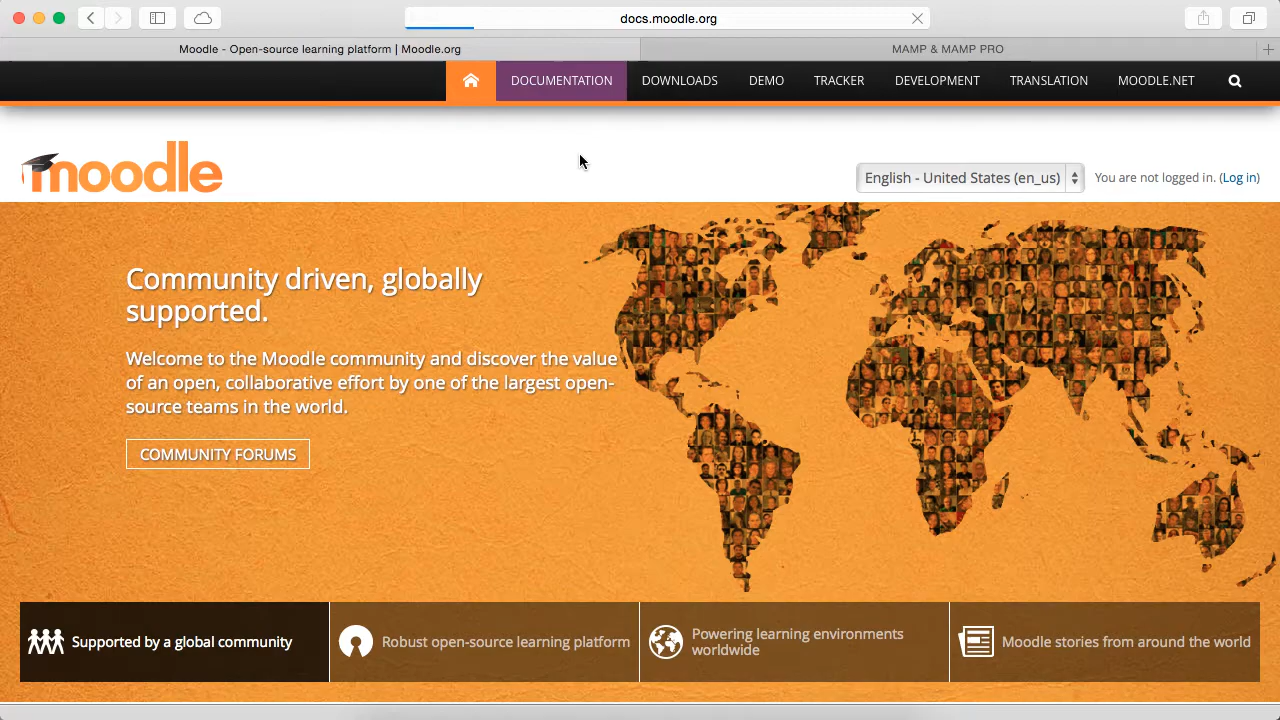 docs.moodle.org
Moodle - Open-source learning platform | Moodle.org
MAMP & MAMP PRO
DOCUMENTATION DOWNLOADS DEMO TRACKER DEVELOPMENT TRANSLATION MOODLE.NET
moodle
English - United States (en_us)
You are not logged in. (Log in)
Community driven, globally
supported.
Welcome to the Moodle community and discover the value
of an open, collaborative effort by one of the largest open-
source teams in the world.
COMMUNITY FORUMS
Supported by a global community
Robust open-source learning platform
Powering learning environments
worldwide
Moodle stories from around the world